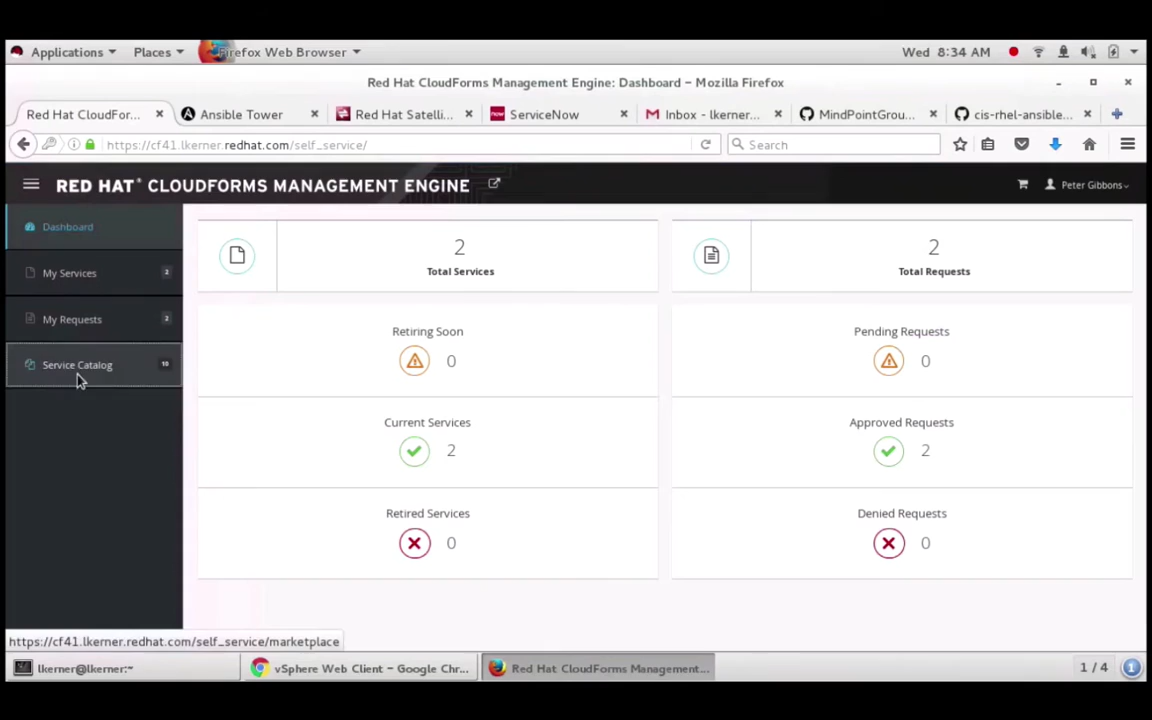 Applications Places Firefox Web Browser Wed 8:34 AM
Red Hat CloudForms Management Engine: Dashboard – Mozilla Firefox
Red Hat CloudFor... Ansible Tower Red Hat Satelli... ServiceNow Inbox - lkerner... MindPointGrou... cis-rhel-ansible...
https://cf41.lkerner.redhat.com/self_service/ Search
RED HAT® CLOUDFORMS MANAGEMENT ENGINE Peter Gibbons
Dashboard
My Services 2
My Requests 2
Service Catalog 10
2
Total Services
2
Total Requests
Retiring Soon
0
Pending Requests
0
Current Services
2
Approved Requests
2
Retired Services
0
Denied Requests
0
https://cf41.lkerner.redhat.com/self_service/marketplace
lkerner@lkerner:~ vSphere Web Client – Google Chr... Red Hat CloudForms Management... 1 / 4 1